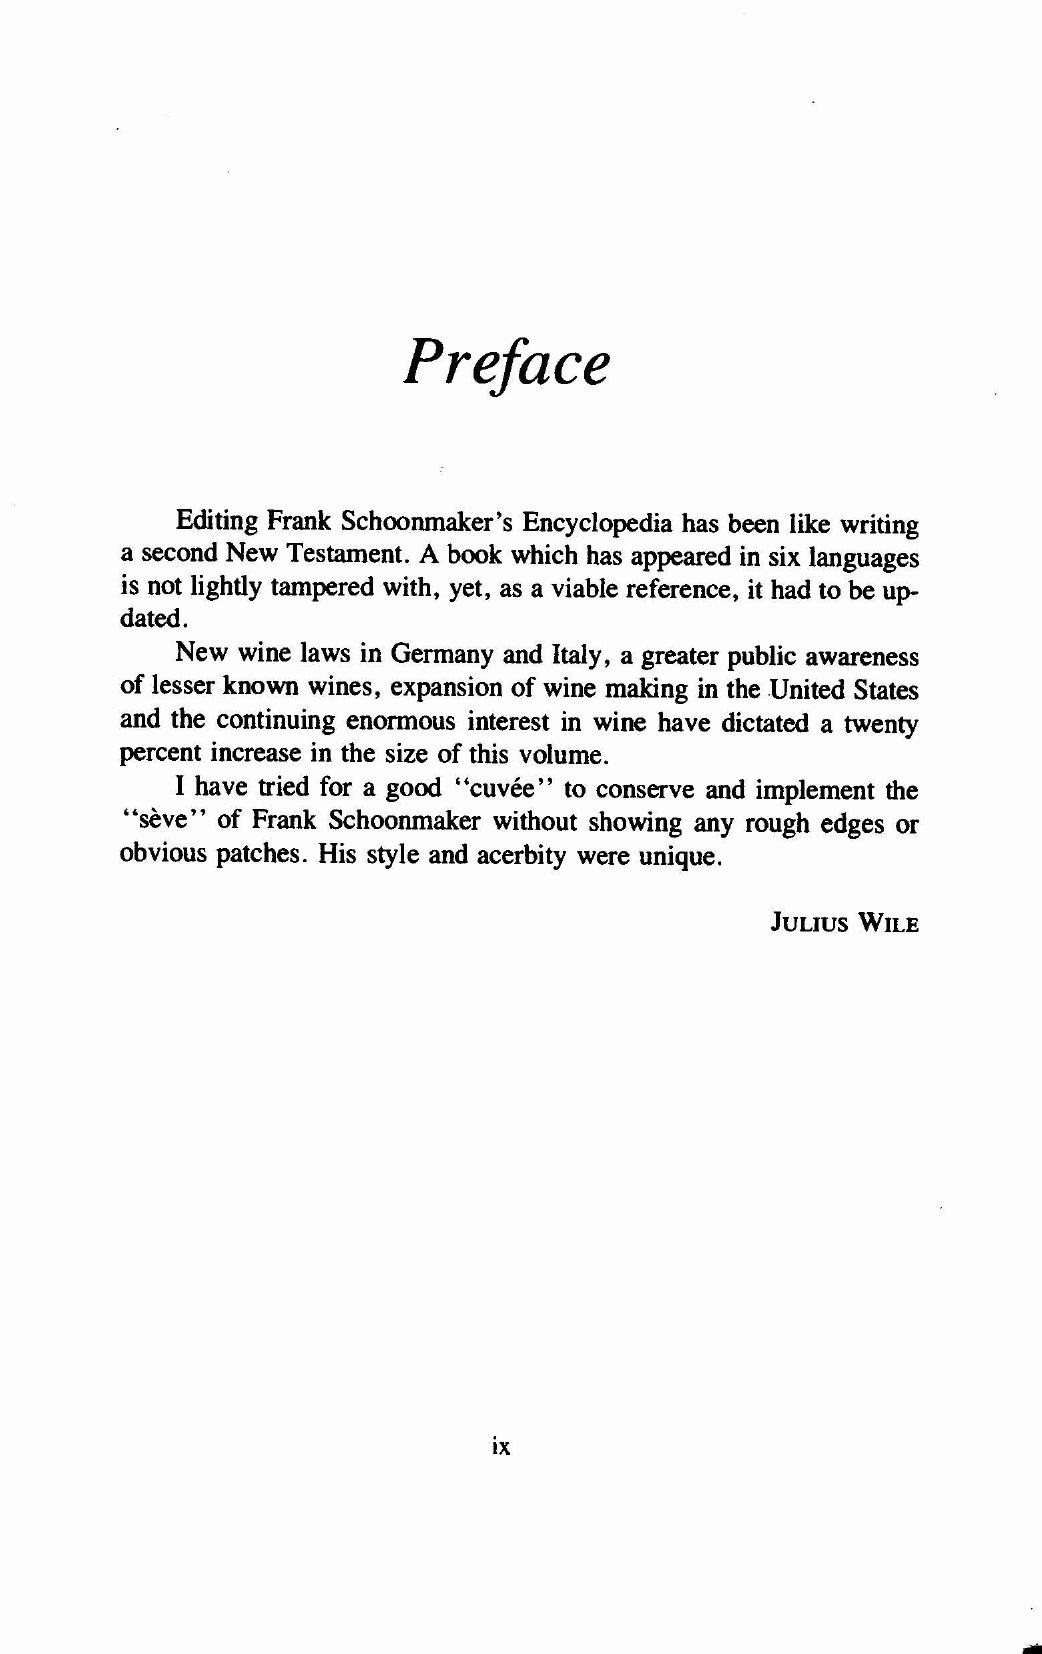 Preface
Editing Frank Schoonmaker's Encyclopedia has been like writing
a second New Testament. A book which has appeared in six languages
is not lightly tampered with, yet, as a viable reference, it had to be up-
dated.
New wine laws in Germany and Italy, a greater public awareness
of lesser known wines, expansion of wine making in the United States
and the continuing enormous interest in wine have dictated a twenty
percent increase in the size of this volume.
I have tried for a good "cuvée" to conserve and implement the
"sève" of Frank Schoonmaker without showing any rough edges or
obvious patches. His style and acerbity were unique.
JULIUS WILE
ix